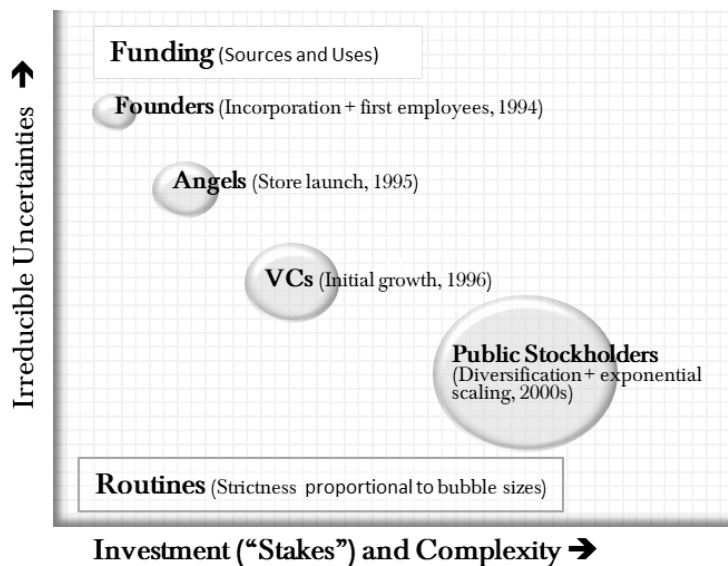 Funding (Sources and Uses)
Founders (Incorporation + first employees, 1994)
Angels (Store launch, 1995)
VCs (Initial growth, 1996)
Public Stockholders
(Diversification + exponential
scaling, 2000s)
Routines (Strictness proportional to bubble sizes)
Irreducible Uncertainties →
Investment (“Stakes”) and Complexity →